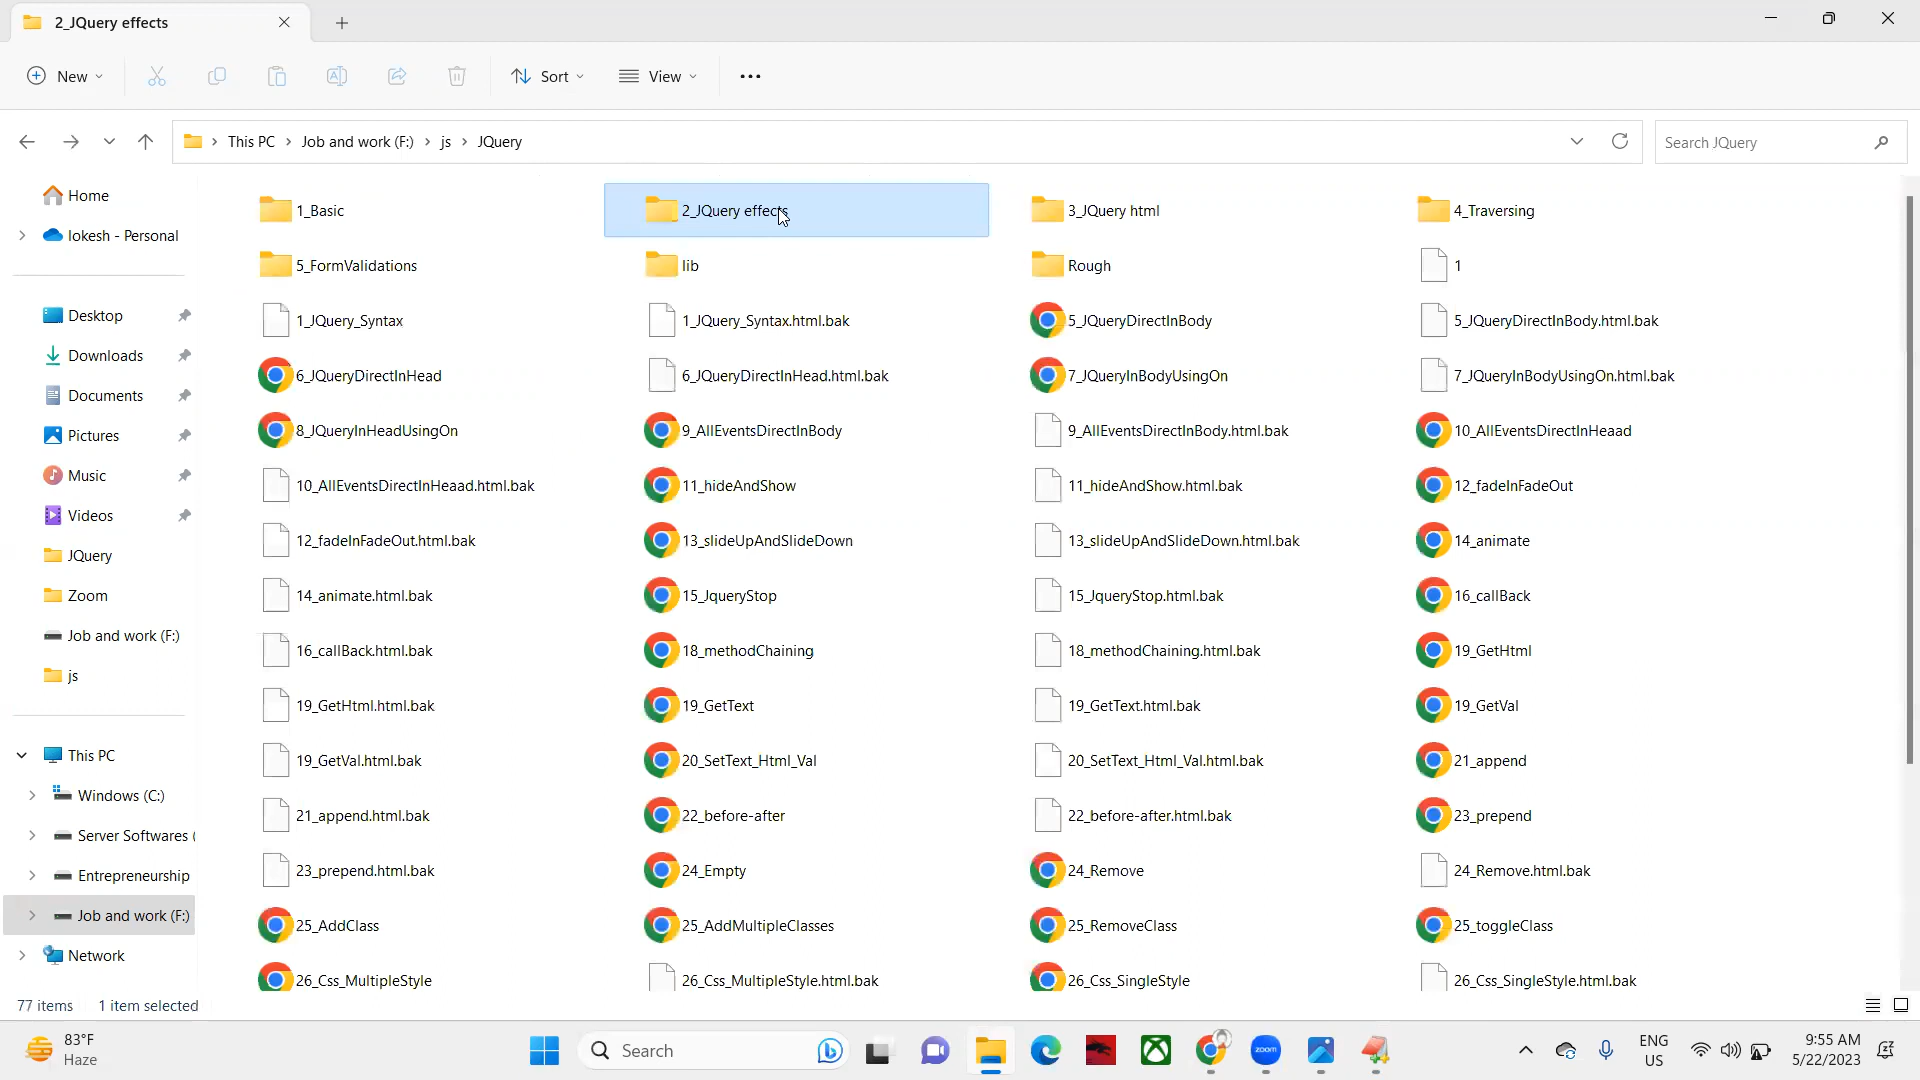 2_JQuery effects
New
Sort
View
This PC > Job and work (F:) > js > JQuery
Search JQuery
Home
lokesh - Personal
Desktop
Downloads
Documents
Pictures
Music
Videos
JQuery
Zoom
Job and work (F:)
js
This PC
Windows (C:)
Server Softwares (
Entrepreneurship
Job and work (F:)
Network
1_Basic
2_JQuery effects
3_JQuery html
4_Traversing
5_FormValidations
lib
Rough
1
1_JQuery_Syntax
1_JQuery_Syntax.html.bak
5_JQueryDirectInBody
5_JQueryDirectInBody.html.bak
6_JQueryDirectInHead
6_JQueryDirectInHead.html.bak
7_JQueryInBodyUsingOn
7_JQueryInBodyUsingOn.html.bak
8_JQueryInHeadUsingOn
9_AllEventsDirectInBody
9_AllEventsDirectInBody.html.bak
10_AllEventsDirectInHeaad
10_AllEventsDirectInHeaad.html.bak
11_hideAndShow
11_hideAndShow.html.bak
12_fadeInFadeOut
12_fadeInFadeOut.html.bak
13_slideUpAndSlideDown
13_slideUpAndSlideDown.html.bak
14_animate
14_animate.html.bak
15_JqueryStop
15_JqueryStop.html.bak
16_callBack
16_callBack.html.bak
18_methodChaining
18_methodChaining.html.bak
19_GetHtml
19_GetHtml.html.bak
19_GetText
19_GetText.html.bak
19_GetVal
19_GetVal.html.bak
20_SetText_Html_Val
20_SetText_Html_Val.html.bak
21_append
21_append.html.bak
22_before-after
22_before-after.html.bak
23_prepend
23_prepend.html.bak
24_Empty
24_Remove
24_Remove.html.bak
25_AddClass
25_AddMultipleClasses
25_RemoveClass
25_toggleClass
26_Css_MultipleStyle
26_Css_MultipleStyle.html.bak
26_Css_SingleStyle
26_Css_SingleStyle.html.bak
77 items 1 item selected
83°F
Haze
Search
zoom
ENG
US
9:55 AM
5/22/2023